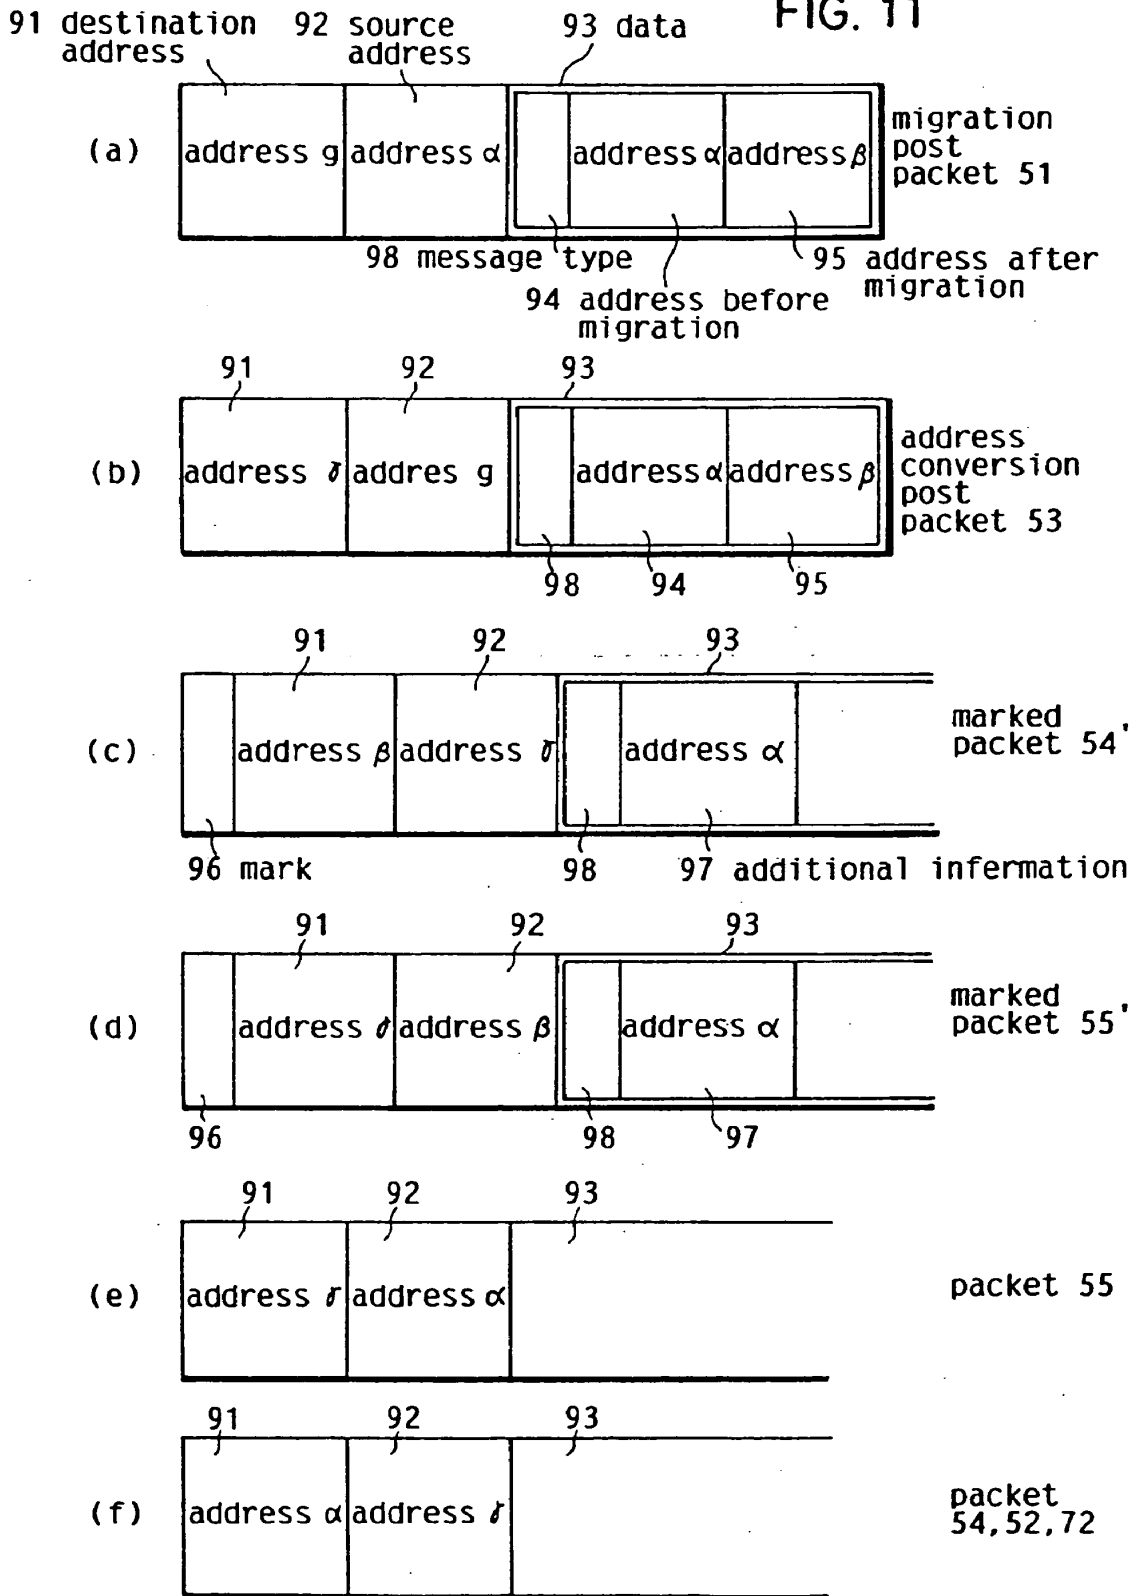 FIG. 11
91 destination address
92 source address
93 data
(a)
address g
address α
address α
address β
migration post packet 51
98 message type
94 address before migration
95 address after migration
91
92
93
(b)
address γ
addres g
address α
address β
address conversion post packet 53
98
94
95
91
92
93
(c)
address β
address γ
address α
marked packet 54'
96 mark
98
97 additional infermation
91
92
93
(d)
address γ
address β
address α
marked packet 55'
96
98
97
91
92
93
(e)
address γ
address α
packet 55
91
92
93
(f)
address α
address γ
packet 54,52,72